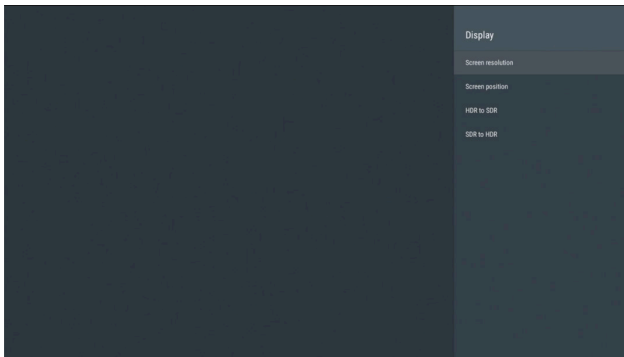 Display
Screen resolution
Screen position
HDR to SDR
SDR to HDR